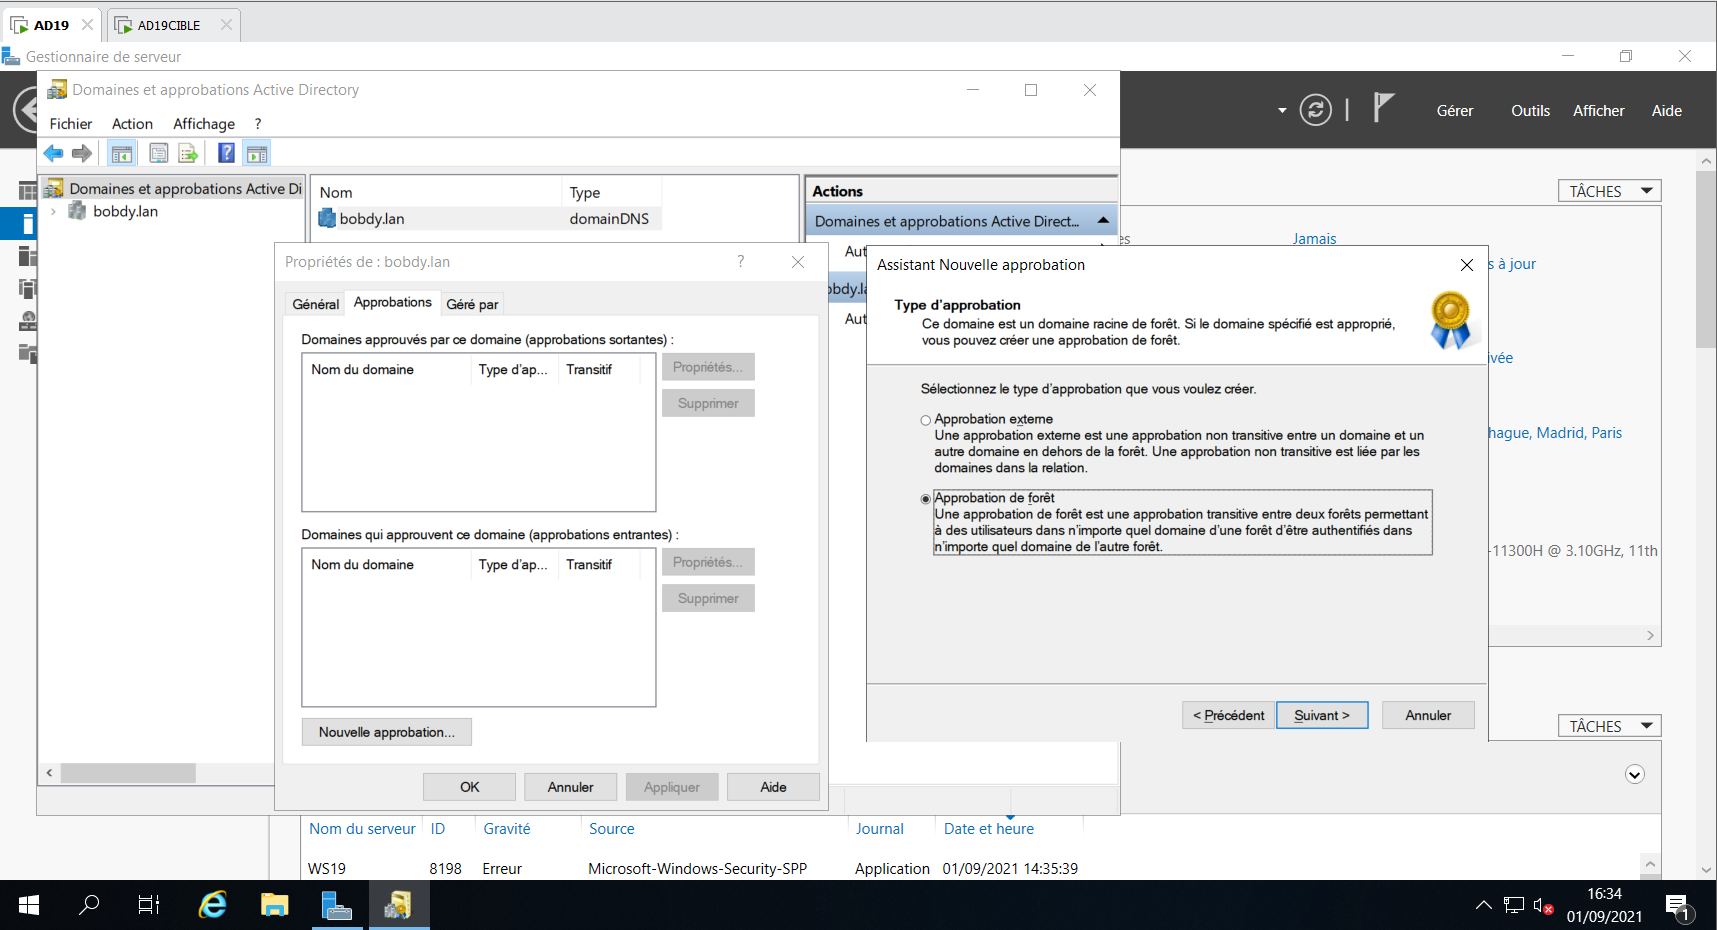 AD19
AD19CIBLE
Gestionnaire de serveur
Domaines et approbations Active Directory
Gérer
Outils
Afficher
Aide
Fichier
Action
Affichage
?
Domaines et approbations Active Di
bobdy.lan
Nom
Type
bobdy.lan
domainDNS
Actions
Domaines et approbations Active Direct...
Aut
Aut
TÂCHES
Jamais
s à jour
hague, Madrid, Paris
-11300H @ 3.10GHz, 11th
Propriétés de : bobdy.lan
?
Général
Approbations
Géré par
Domaines approuvés par ce domaine (approbations sortantes) :
Nom du domaine
Type d'ap...
Transitif
Propriétés...
Supprimer
Domaines qui approuvent ce domaine (approbations entrantes) :
Nom du domaine
Type d'ap...
Transitif
Propriétés...
Supprimer
Nouvelle approbation...
OK
Annuler
Appliquer
Aide
Assistant Nouvelle approbation
Type d'approbation
Ce domaine est un domaine racine de forêt. Si le domaine spécifié est approprié,
vous pouvez créer une approbation de forêt.
Sélectionnez le type d'approbation que vous voulez créer.
Approbation externe
Une approbation externe est une approbation non transitive entre un domaine et un
autre domaine en dehors de la forêt. Une approbation non transitive est liée par les
domaines dans la relation.
Approbation de forêt
Une approbation de forêt est une approbation transitive entre deux forêts permettant
à des utilisateurs dans n'importe quel domaine d'une forêt d'être authentifiés dans
n'importe quel domaine de l'autre forêt.
< Précédent
Suivant >
Annuler
TÂCHES
Nom du serveur
ID
Gravité
Source
Journal
Date et heure
WS19
8198
Erreur
Microsoft-Windows-Security-SPP
Application
01/09/2021 14:35:39
16:34
01/09/2021
1